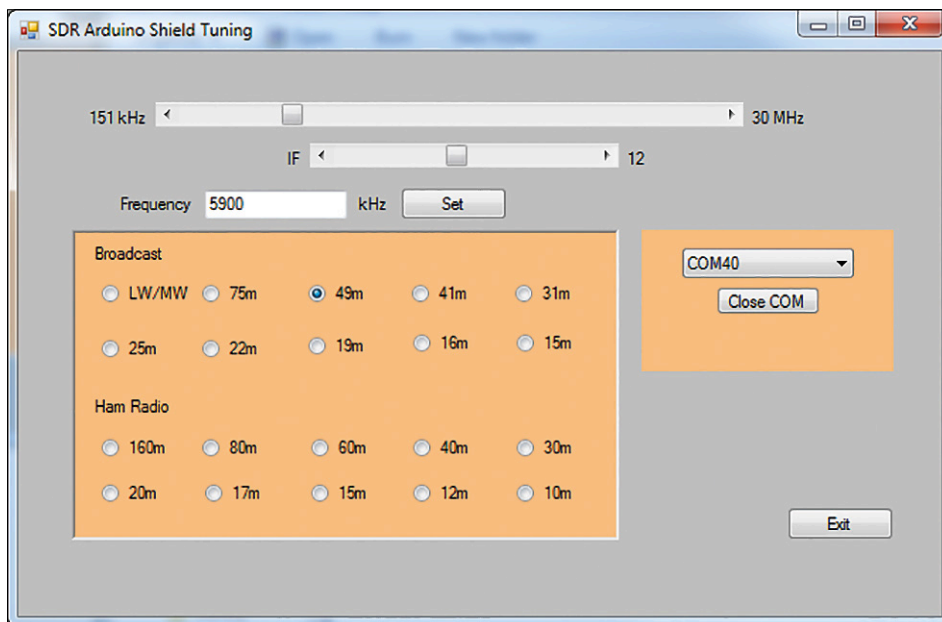 SDR Arduino Shield Tuning
151 kHz 30 MHz
IF 12
Frequency 5900 kHz Set
Broadcast
LW/MW 75m 49m 41m 31m
25m 22m 19m 16m 15m
Ham Radio
160m 80m 60m 40m 30m
20m 17m 15m 12m 10m
COM40
Close COM
Exit